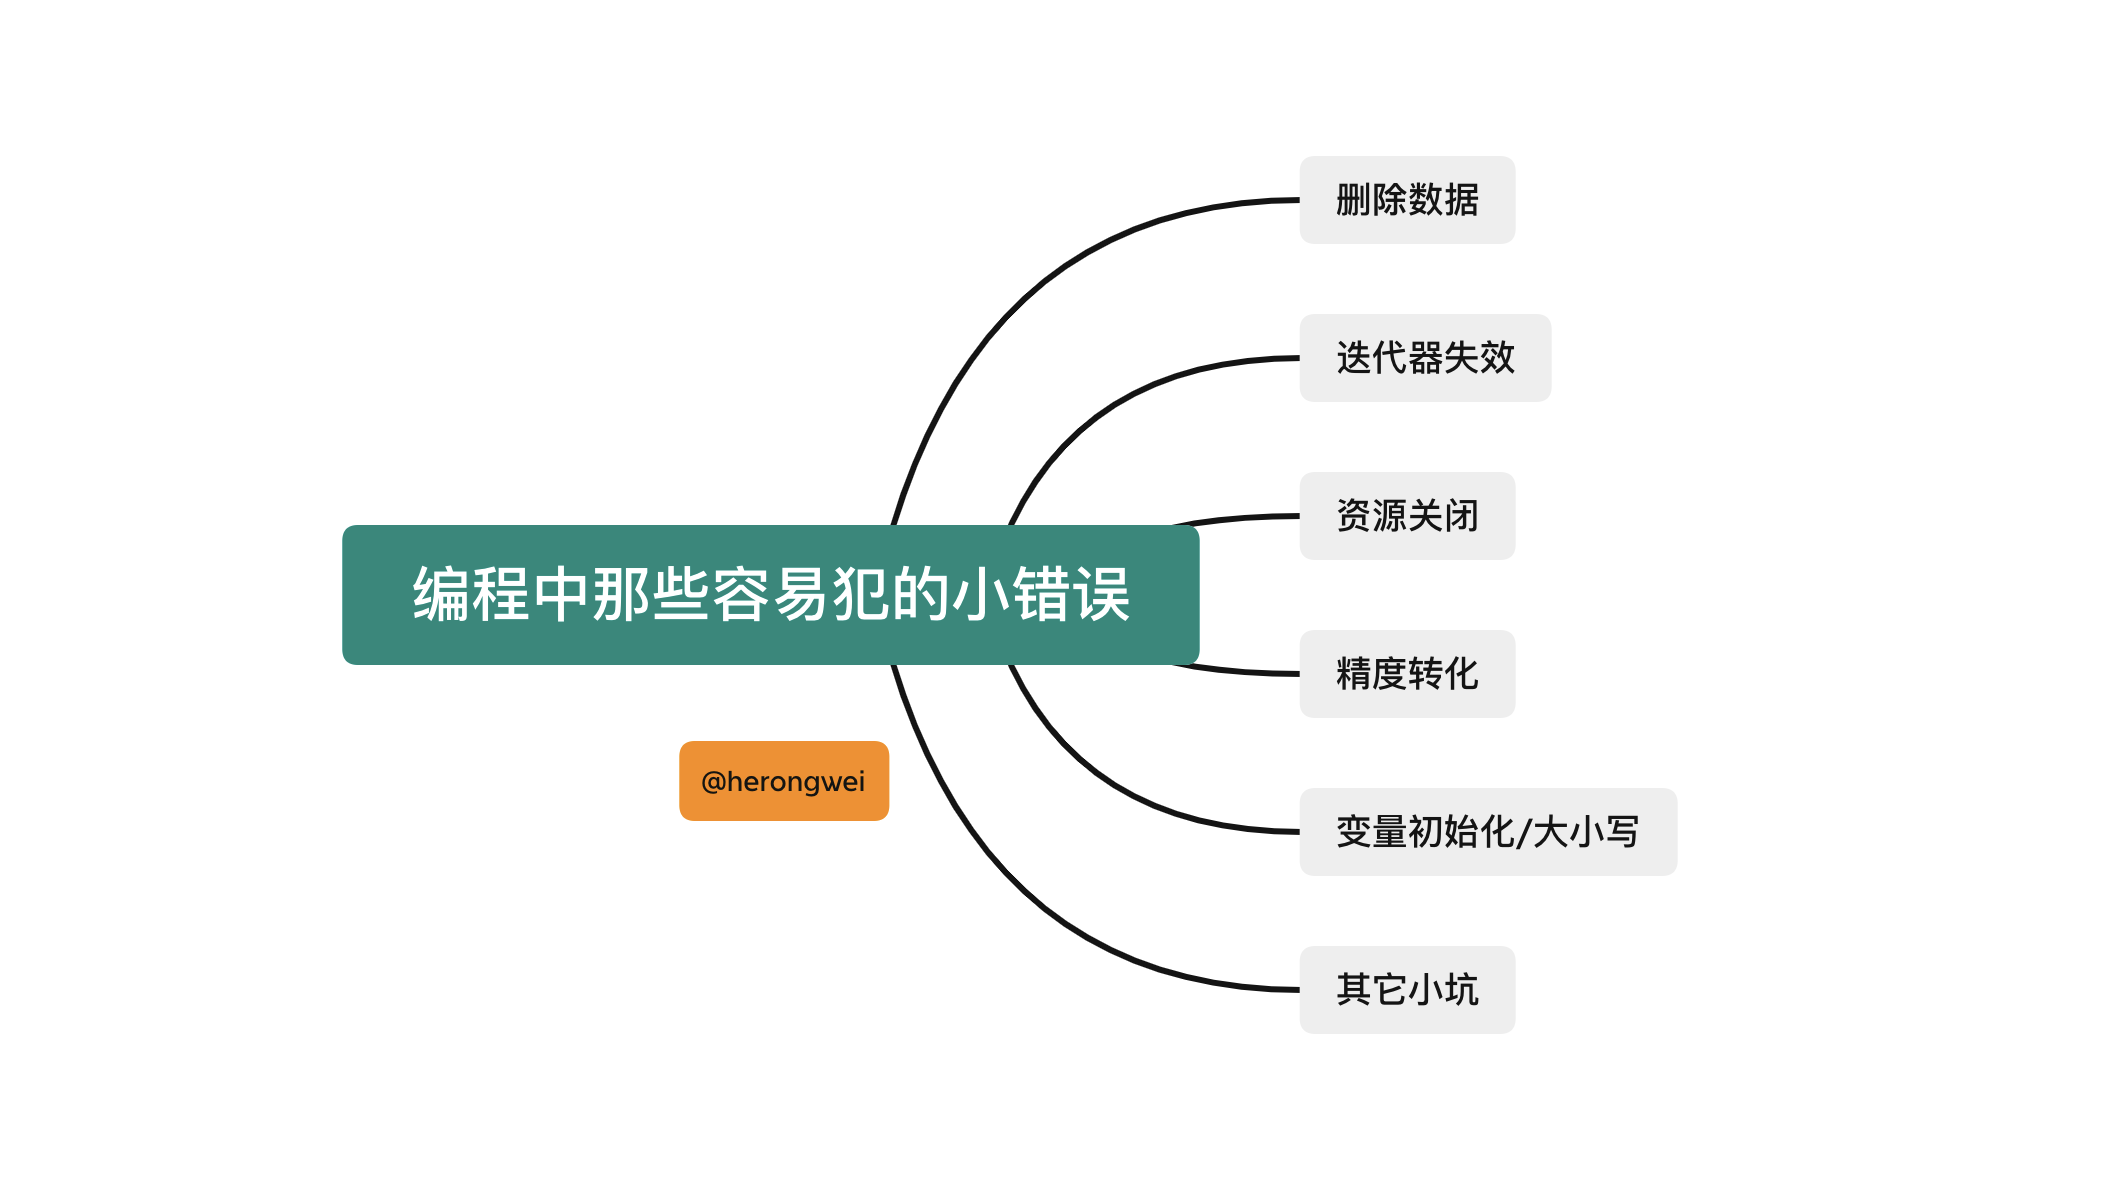 编程中那些容易犯的小错误
@herongwei
删除数据
迭代器失效
资源关闭
精度转化
变量初始化/大小写
其它小坑